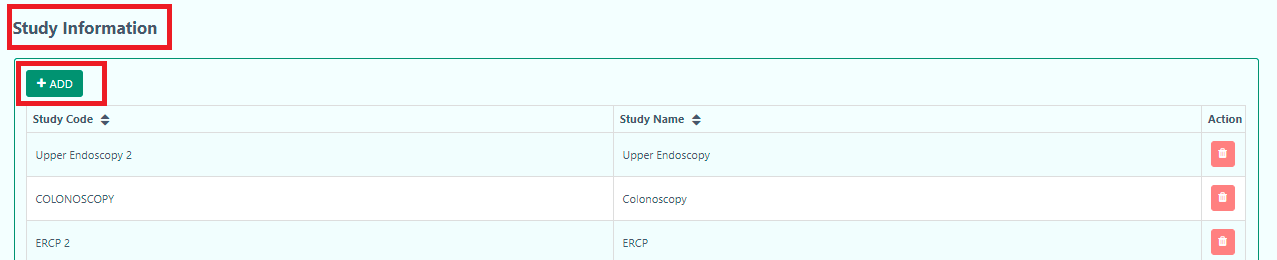 Study Information
+ ADD
Study Code Study Name Action
Upper Endoscopy 2 Upper Endoscopy
COLONOSCOPY Colonoscopy
ERCP 2 ERCP